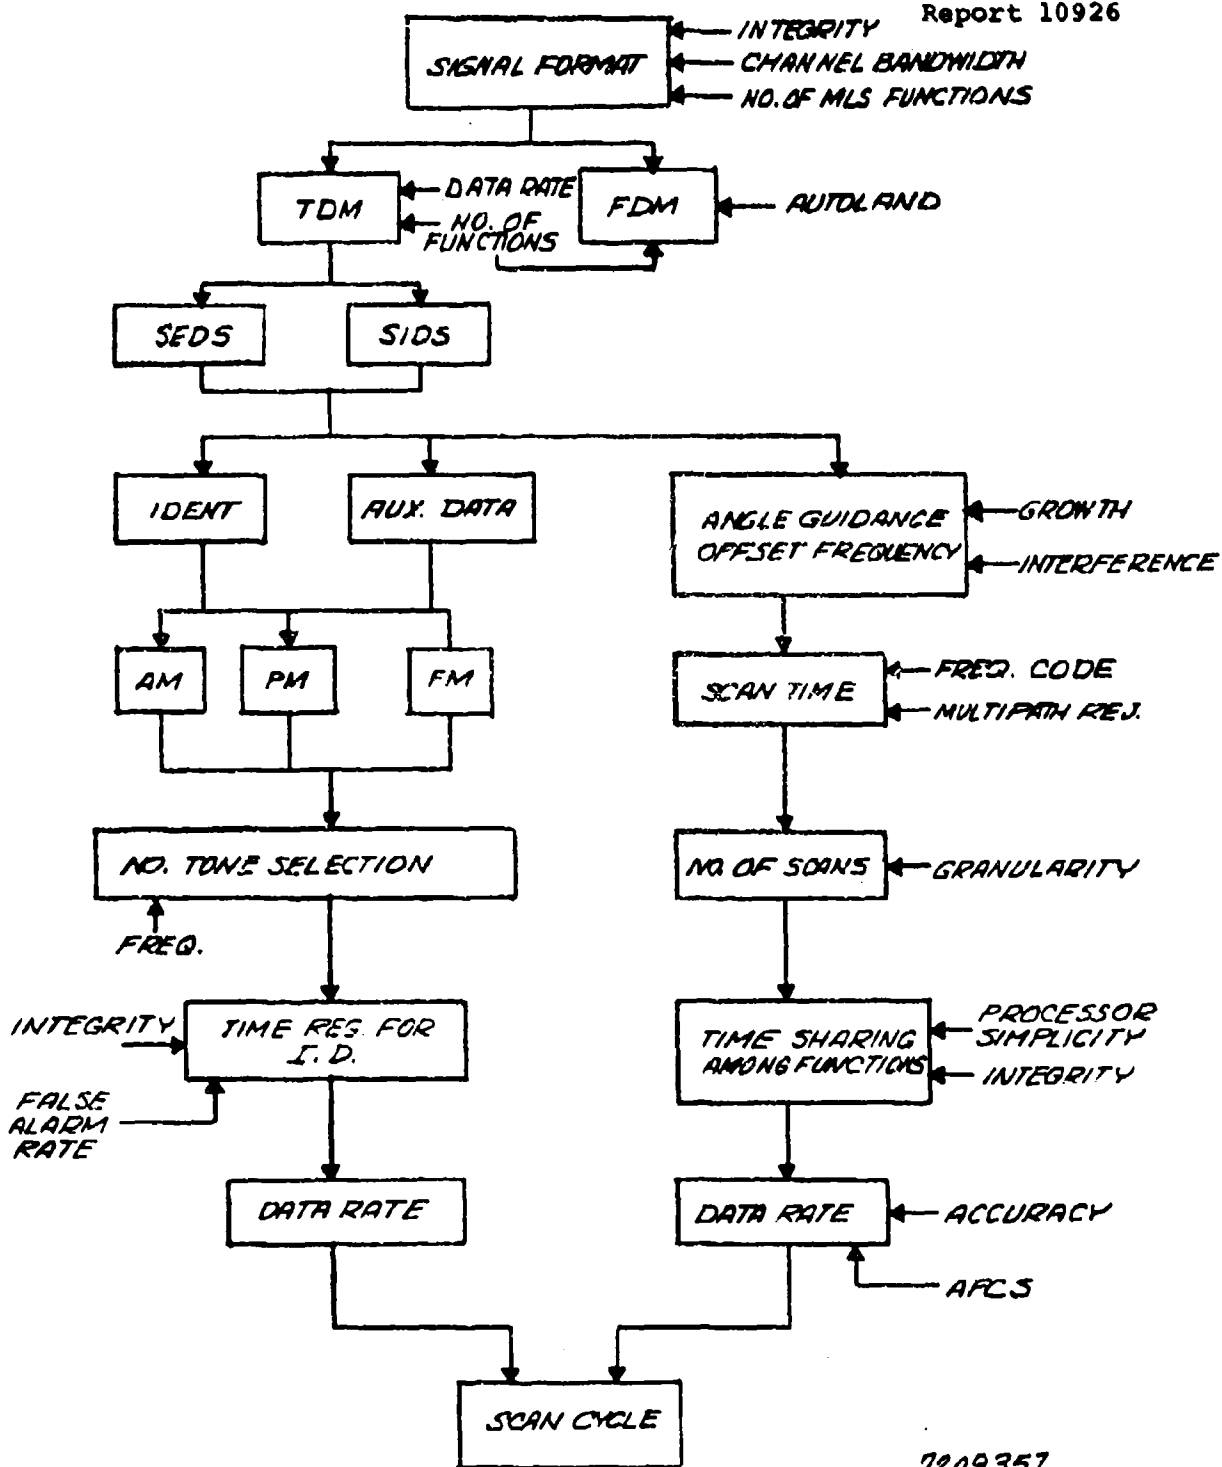 Report 10926
SIGNAL FORMAT
INTEGRITY
CHANNEL BANDWIDTH
NO. OF MLS FUNCTIONS
TDM
DATA RATE
NO. OF
FUNCTIONS
FDM
AUTOLAND
SEDS
SIDS
IDENT
AUX. DATA
ANGLE GUIDANCE
OFFSET FREQUENCY
GROWTH
INTERFERENCE
AM
PM
FM
SCAN TIME
FREQ. CODE
MULTIPATH REJ.
NO. TONE SELECTION
FREQ.
NO. OF SCANS
GRANULARITY
INTEGRITY
TIME REG. FOR
I. D.
FALSE
ALARM
RATE
TIME SHARING
AMONG FUNCTIONS
PROCESSOR
SIMPLICITY
INTEGRITY
DATA RATE
DATA RATE
ACCURACY
AFCS
SCAN CYCLE